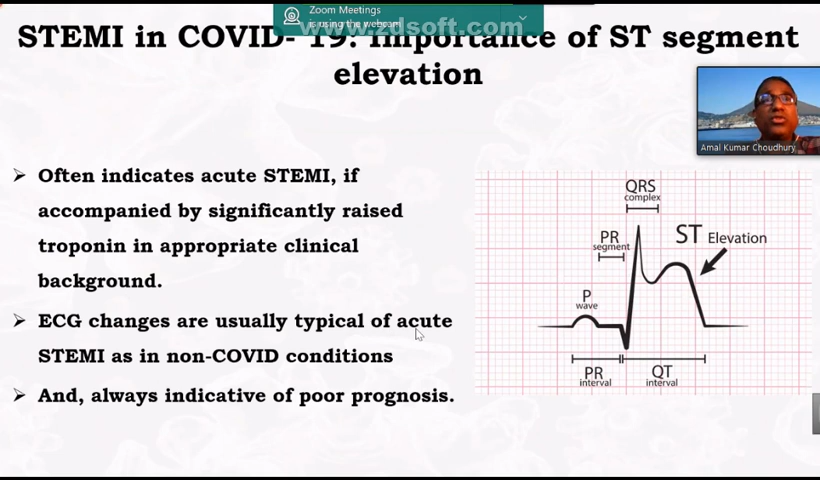 Zoom Meetings
is using the webcam
www.zdsoft.com
STEMI in COVID- 19: Importance of ST segment
elevation
Amal Kumar Choudhury
➢ Often indicates acute STEMI, if
accompanied by significantly raised
troponin in appropriate clinical
background.
➢ ECG changes are usually typical of acute
STEMI as in non-COVID conditions
➢ And, always indicative of poor prognosis.
QRS
complex
PR
segment
ST Elevation
P
wave
PR
interval
QT
interval